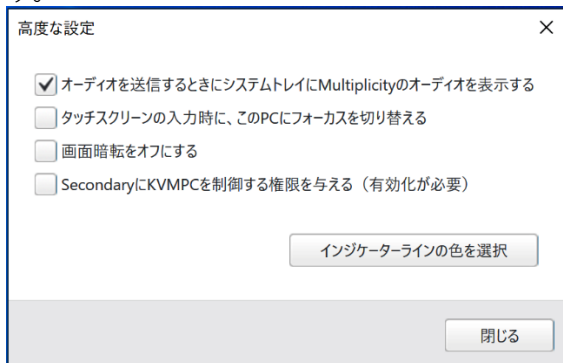 高度な設定
オーディオを送信するときにシステムトレイにMultiplicityのオーディオを表示する
タッチスクリーンの入力時に、このPCにフォーカスを切り替える
画面暗転をオフにする
SecondaryにKVMPCを制御する権限を与える（有効化が必要）
インジケーターラインの色を選択
閉じる